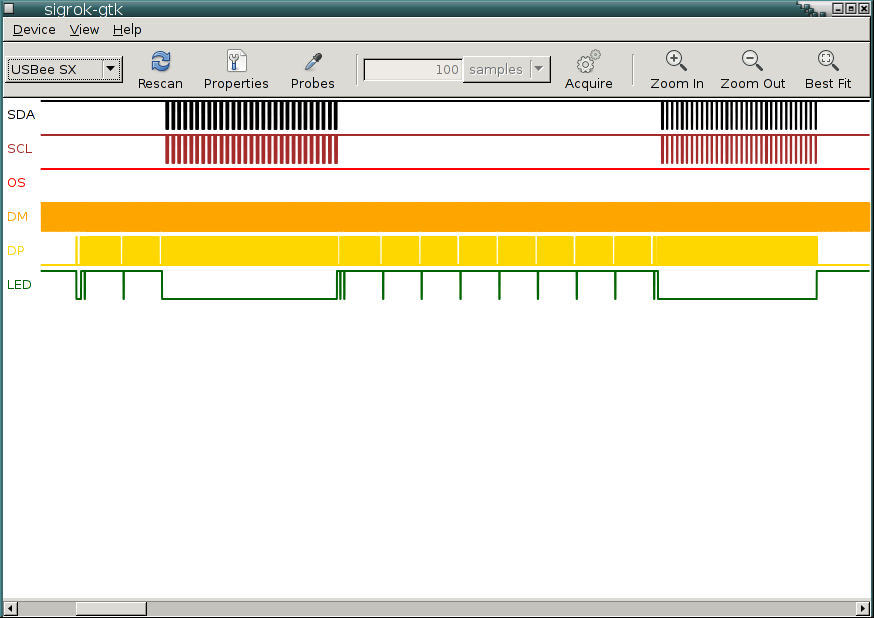 sigrok-gtk
Device View Help
USBee SX
Rescan Properties Probes 100 samples Acquire Zoom In Zoom Out Best Fit
SDA
SCL
OS
DM
DP
LED